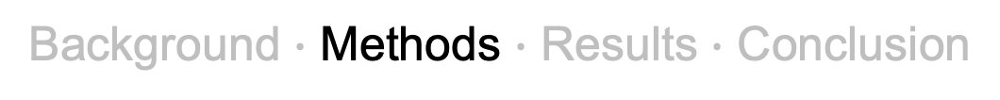 Background · Methods · Results · Conclusion